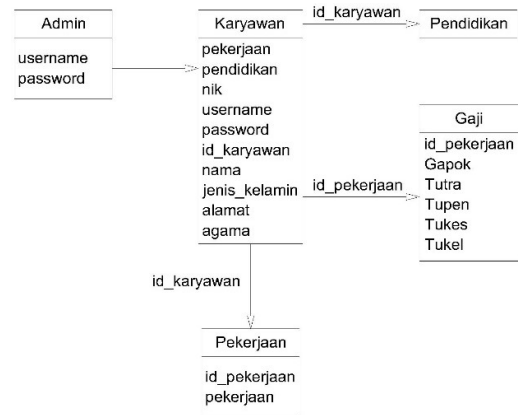 Admin
username
password
Karyawan
pekerjaan
pendidikan
nik
username
password
id_karyawan
nama
jenis_kelamin
alamat
agama
id_karyawan
Pendidikan
id_pekerjaan
Gaji
id_pekerjaan
Gapok
Tutra
Tupen
Tukes
Tukel
id_karyawan
Pekerjaan
id_pekerjaan
pekerjaan